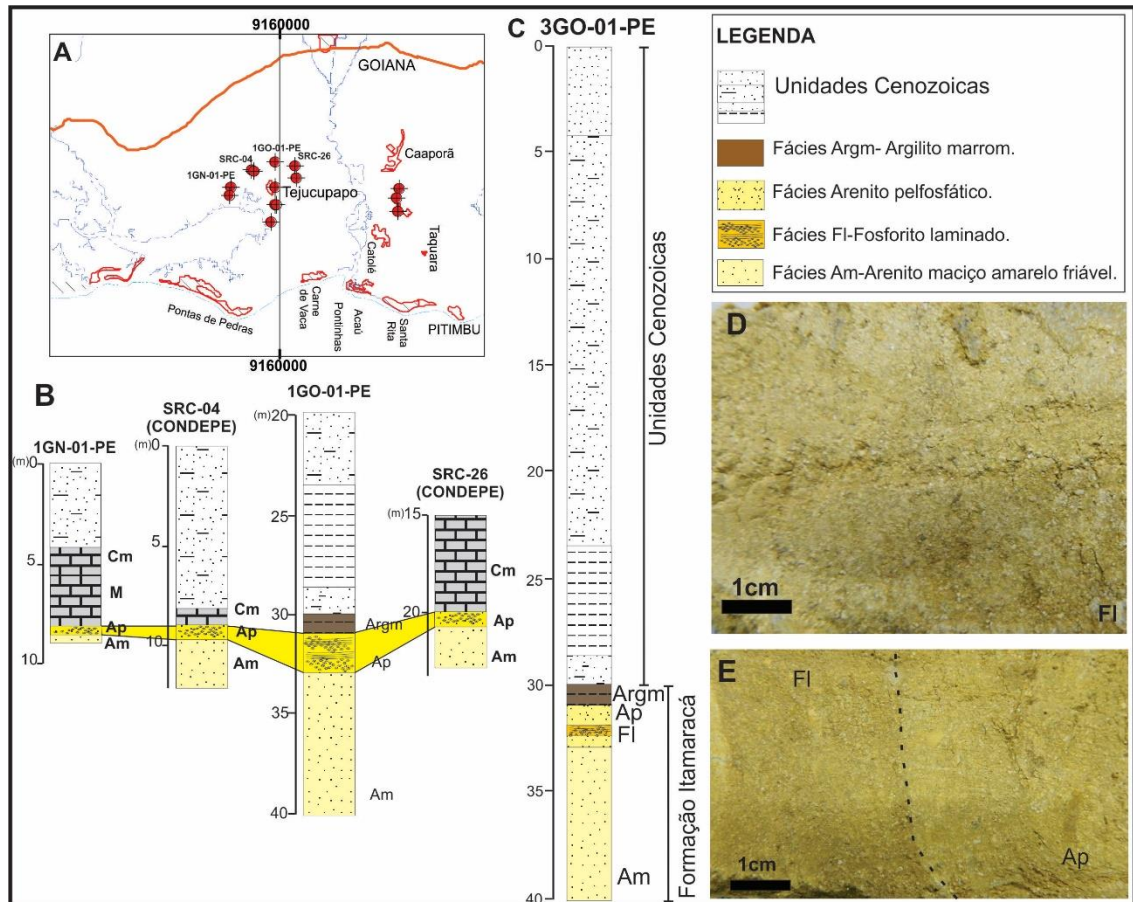 A
9160000
GOIANA
1GO-01-PE
SRC-04
SRC-26
1GN-01-PE
Tejucupapo
Caaporã
Taquara
Catolé
Pontas de Pedras
Carne
de Vaca
Pontinhas
Acaú
Santa
Rita
PITIMBU
9160000
B
1GN-01-PE
(m)0
5
10
Cm
M
Ap
Am
SRC-04
(CONDEPE)
(m)0
5
10
Cm
Ap
Am
1GO-01-PE
(m)20
25
30
35
40
Argm
Ap
Am
SRC-26
(CONDEPE)
(m)15
20
Cm
Ap
Am
C
3GO-01-PE
0
5
10
15
20
25
30
35
40
Unidades Cenozoicas
Argm
Ap
Fl
Am
Formação Itamaracá
LEGENDA
Unidades Cenozoicas
Fácies Argm- Argilito marrom.
Fácies Arenito pelfosfático.
Fácies Fl-Fosforito laminado.
Fácies Am-Arenito maciço amarelo friável.
D
1cm
Fl
E
Fl
1cm
Ap